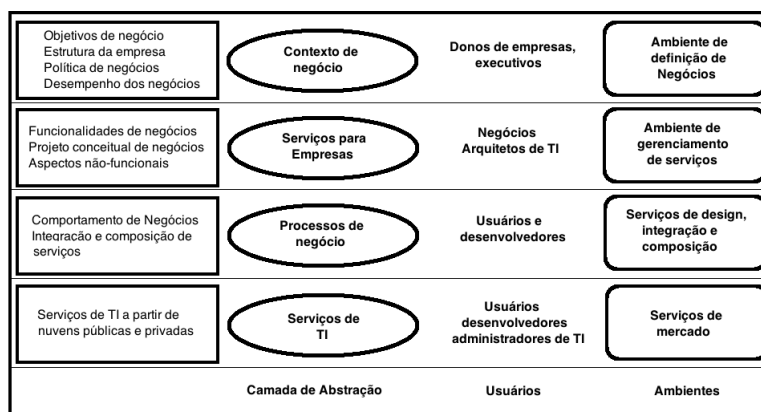 Objetivos de negócio
Estrutura da empresa
Política de negócios
Desempenho dos negócios
Contexto de
negócio
Donos de empresas,
executivos
Ambiente de
definição de
Negócios
Funcionalidades de negócios
Projeto conceitual de negócios
Aspectos não-funcionais
Serviços para
Empresas
Negócios
Arquitetos de TI
Ambiente de
gerenciamento
de serviços
Comportamento de Negócios
Integração e composição de
serviços
Processos de
negócio
Usuários e
desenvolvedores
Serviços de design,
integração e
composição
Serviços de TI a partir de
nuvens públicas e privadas
Serviços de
TI
Usuários
desenvolvedores
administradores de TI
Serviços de
mercado
Camada de Abstração
Usuários
Ambientes